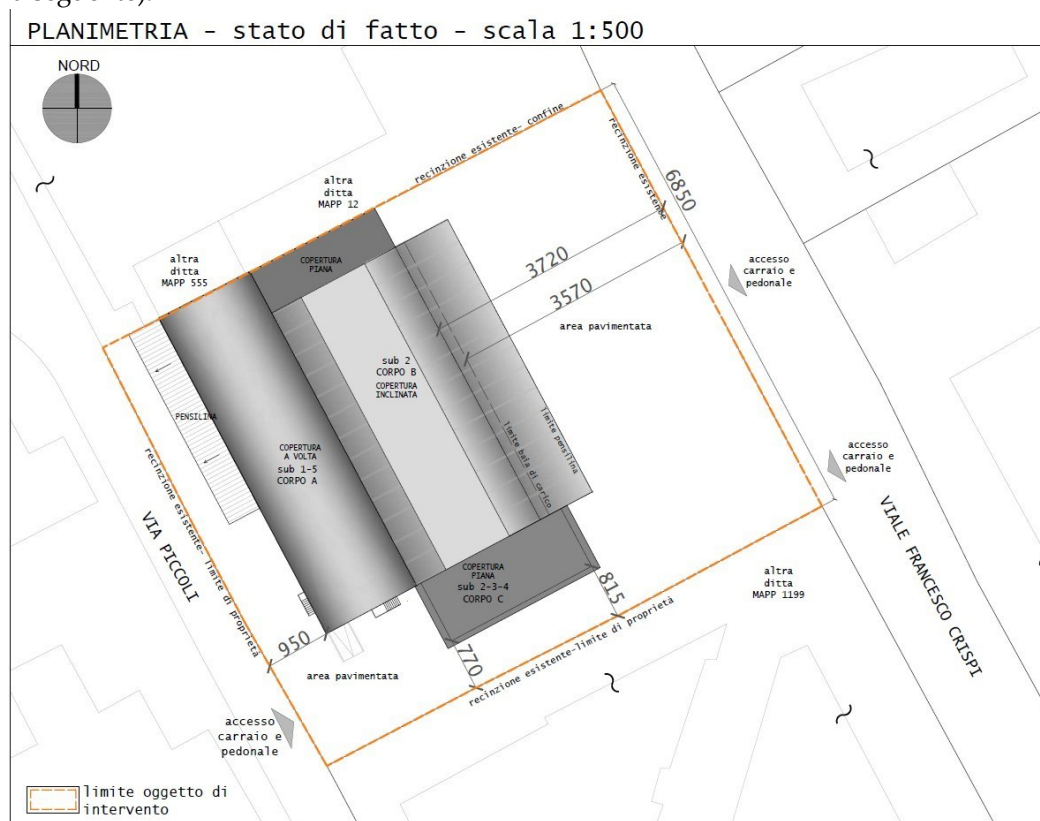 PLANIMETRIA - stato di fatto - scala 1:500
NORD
recinzione esistente- confine
recinzione esistente
6850
altra
ditta
MAPP 12
altra
ditta
MAPP 555
COPERTURA
PIANA
3720
3570
accesso
carraio e
pedonale
area pavimentata
sub 2
CORPO B
COPERTURA
INCLINATA
PENSILINA
limite pensilina
limite baia di carico
COPERTURA
A VOLTA
sub 1-5
CORPO A
accesso
carraio e
pedonale
recinzione esistente- limite di proprietà
VIA PICCOLI
VIALE FRANCESCO CRISPI
COPERTURA
PIANA
sub 2-3-4
CORPO C
815
altra
ditta
MAPP 1199
950
770
recinzione esistente-limite di proprietà
area pavimentata
accesso
carraio e
pedonale
limite oggetto di
intervento